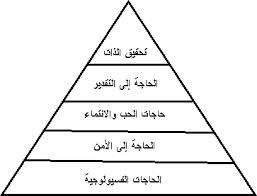 تحقيق الذات
الحاجة إلى التقدير
حاجات الحب والانتماء
الحاجة إلى الأمن
الحاجات الفسيولوجية